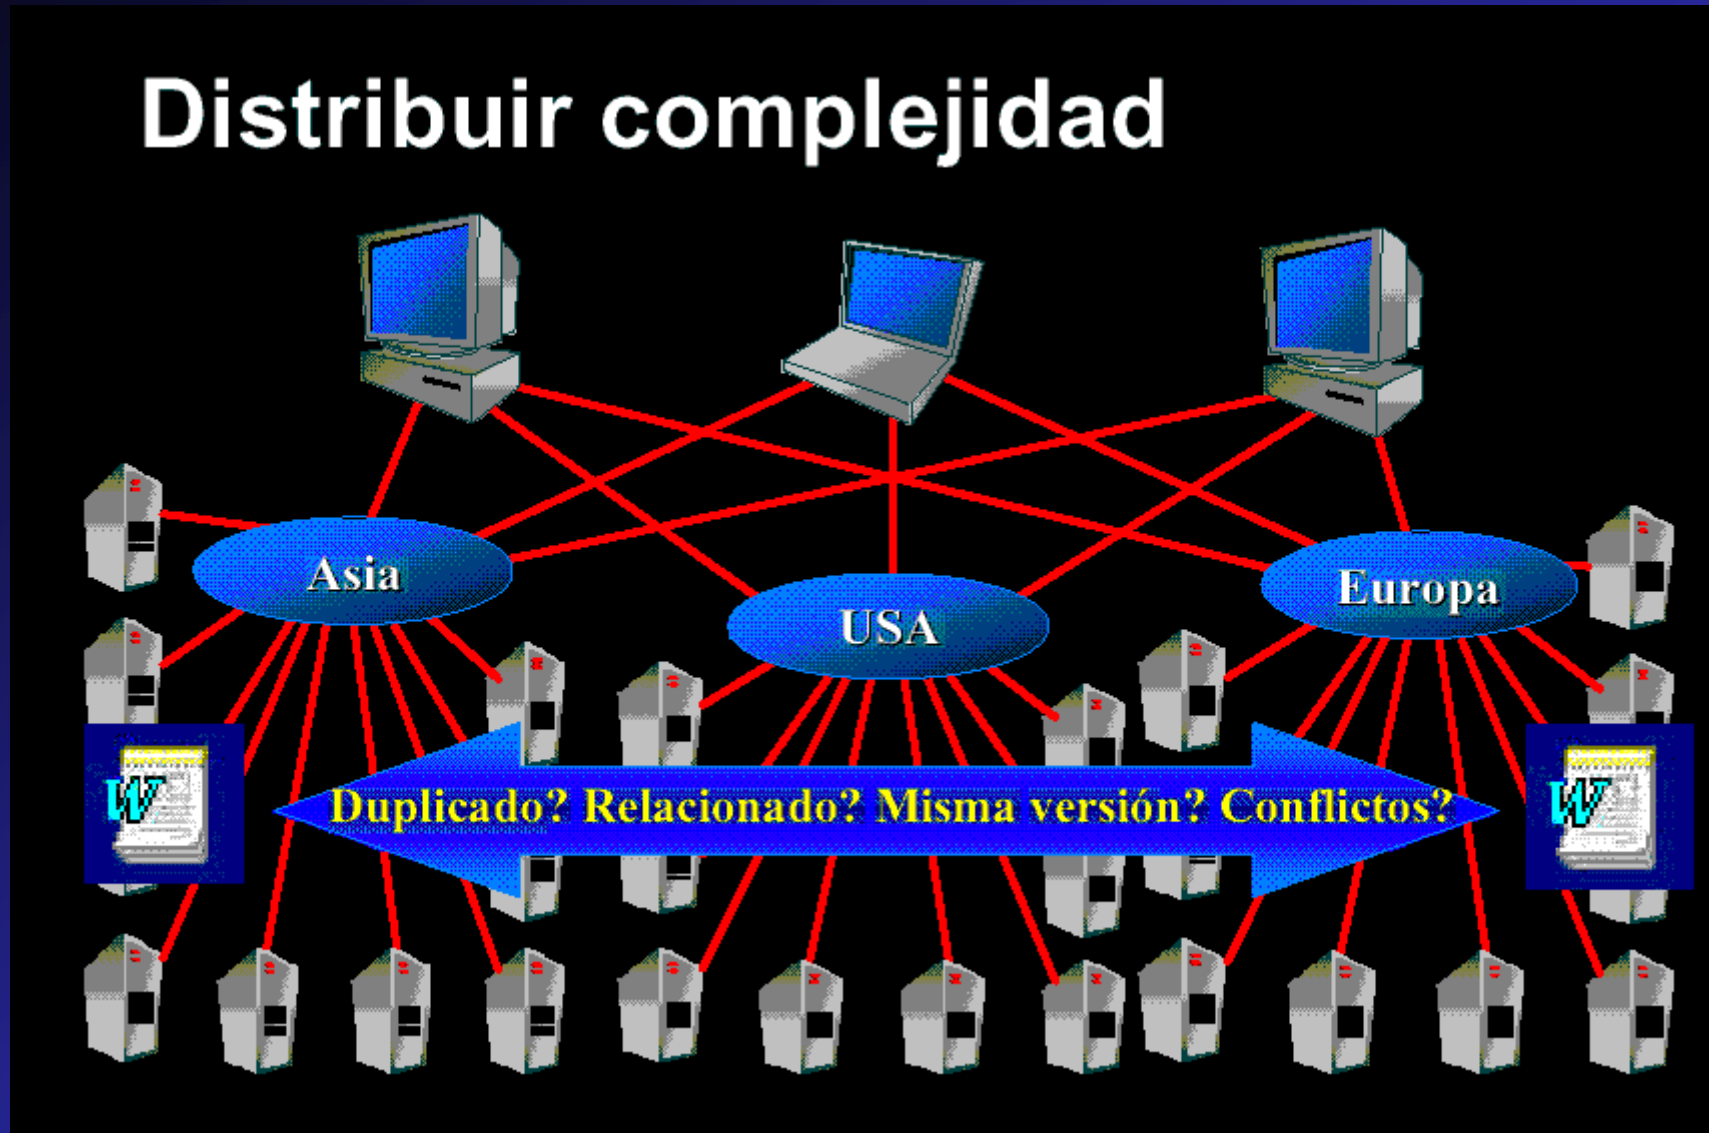 Distribuir complejidad
Asia
USA
Europa
Duplicado? Relacionado? Misma versión? Conflictos?
W
W